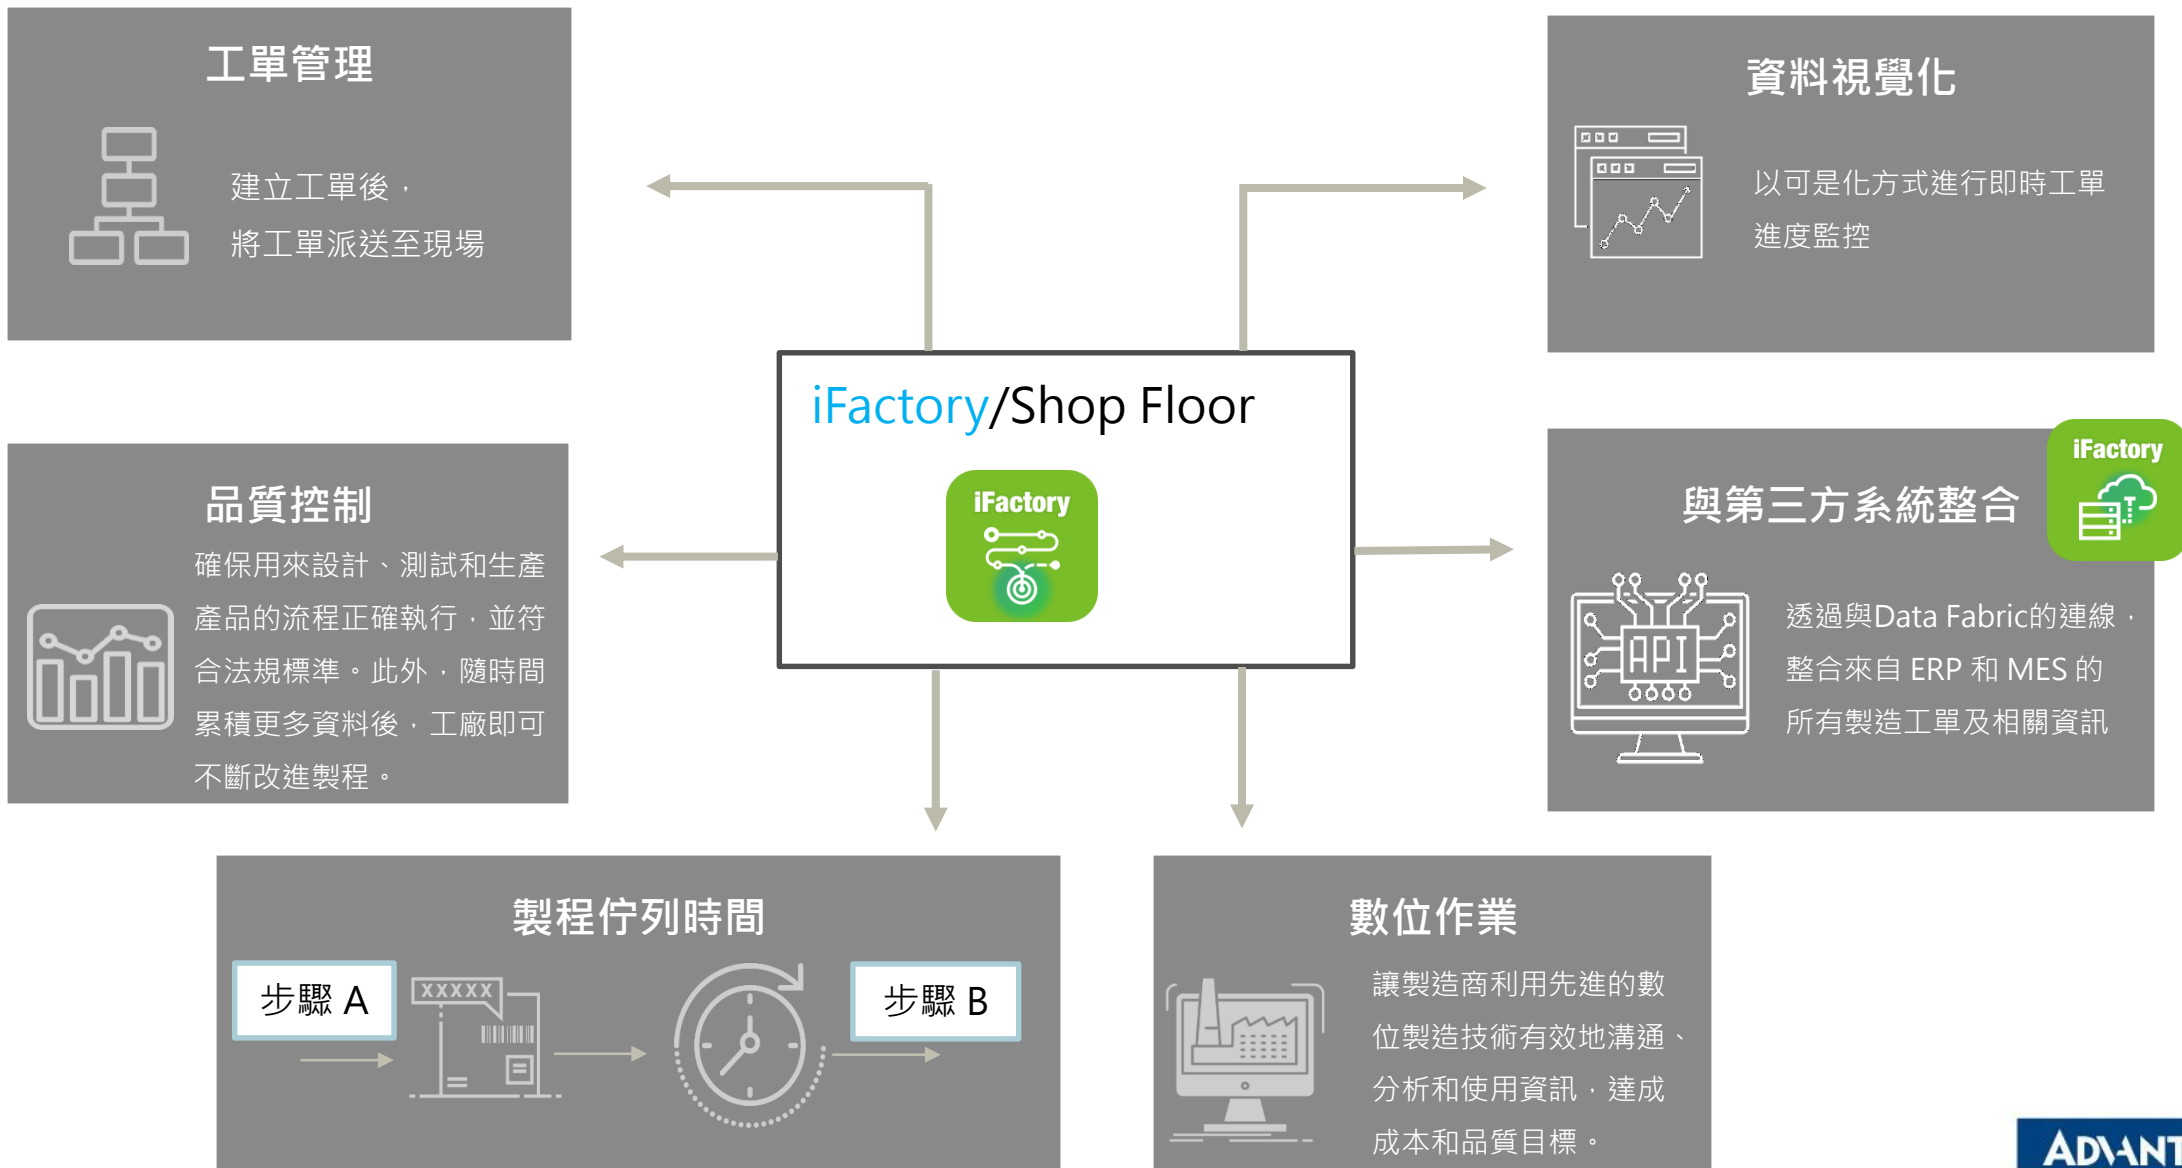 工單管理
建立工單後，
將工單派送至現場
資料視覺化
以可是化方式進行即時工單
進度監控
iFactory/Shop Floor
iFactory
品質控制
確保用來設計、測試和生產
產品的流程正確執行，並符
合法規標準。此外，隨時間
累積更多資料後，工廠即可
不斷改進製程。
iFactory
與第三方系統整合
API
透過與Data Fabric的連線，
整合來自 ERP 和 MES 的
所有製造工單及相關資訊
製程佇列時間
步驟 A
XXXXX
步驟 B
數位作業
讓製造商利用先進的數
位製造技術有效地溝通、
分析和使用資訊，達成
成本和品質目標。
ADVANT